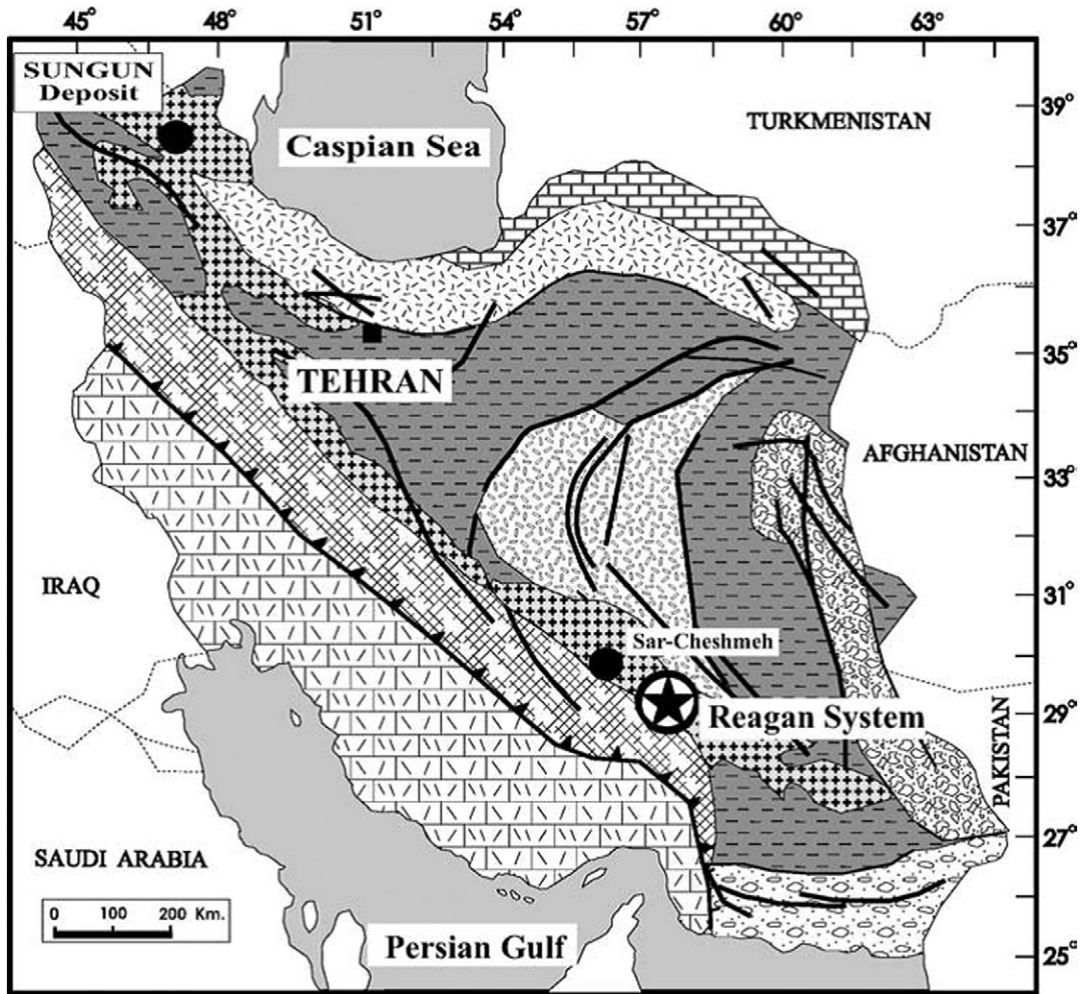 45° 48° 51° 54° 57° 60° 63°
SUNGUN
Deposit
39°
TURKMENISTAN
Caspian Sea
37°
35°
TEHRAN
AFGHANISTAN
33°
IRAQ
31°
Sar-Cheshmeh
Reagan System
29°
PAKISTAN
SAUDI ARABIA
27°
0 100 200 Km.
Persian Gulf
25°